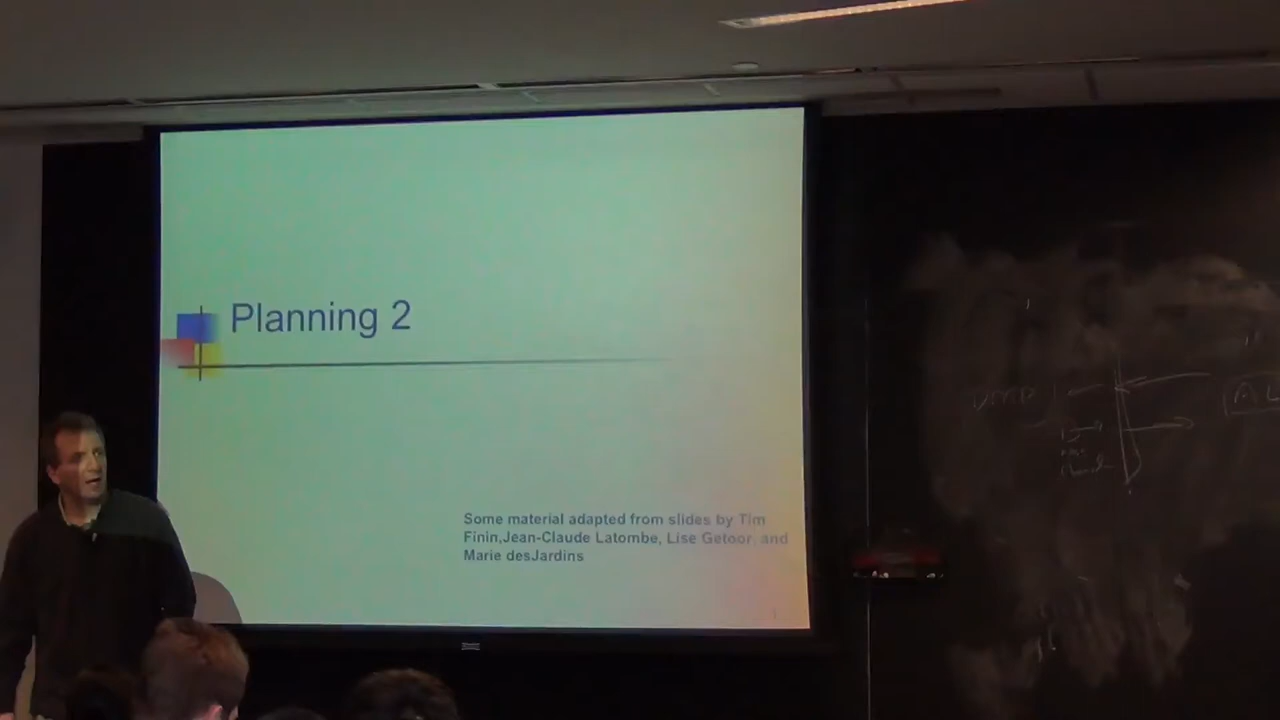 Planning 2
Some material adapted from slides by Tim
Finin,Jean-Claude Latombe, Lise Getoor, and
Marie desJardins